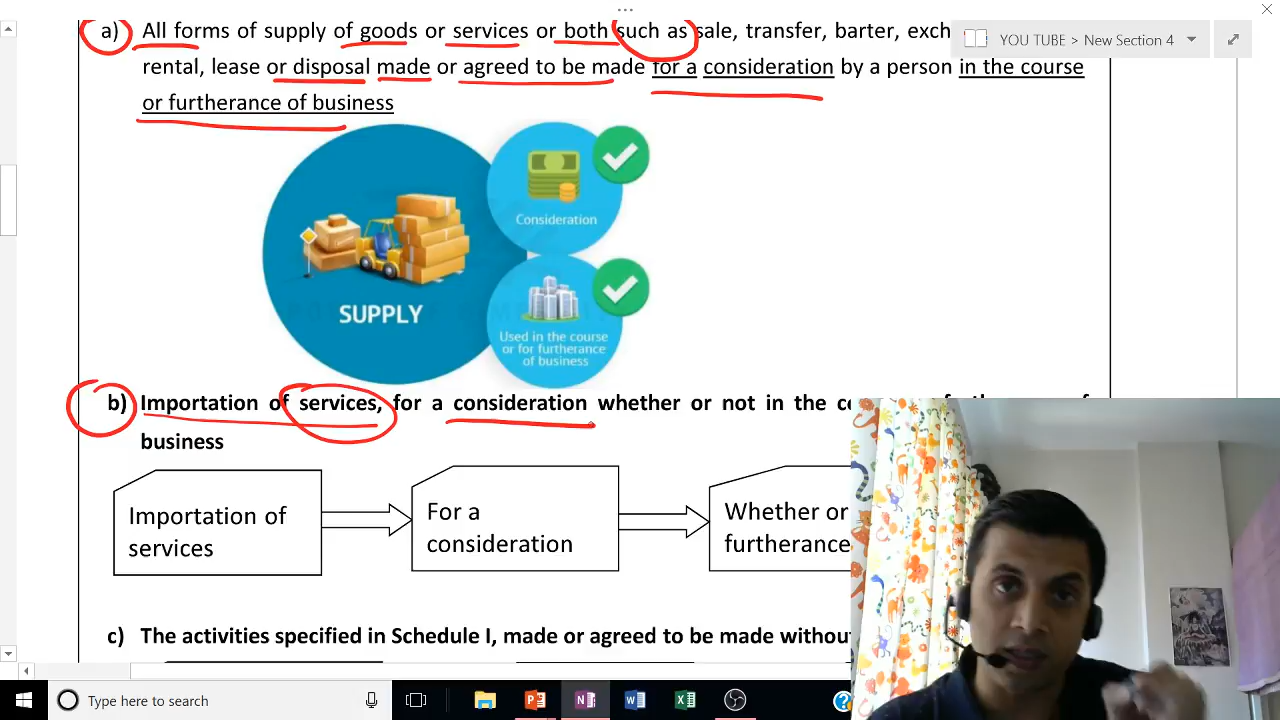 a) All forms of supply of goods or services or both such as sale, transfer, barter, exch
YOU TUBE > New Section 4
rental, lease or disposal made or agreed to be made for a consideration by a person in the course
or furtherance of business
Consideration
SUPPLY
Used in the course
or for furtherance
of business
b) Importation of services, for a consideration whether or not in the
business
Importation of
services
For a
consideration
Whether or
furtherance
c) The activities specified in Schedule I, made or agreed to be made without
Type here to search